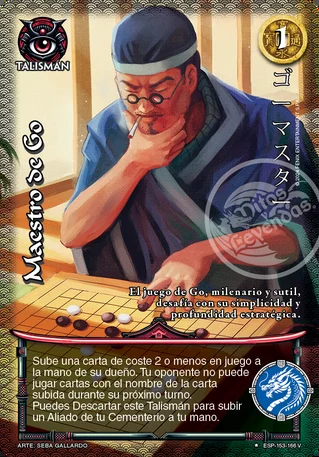 TALISMAN
1
Maestro de Go
ゴーマスター
Mitos y Leyendas
El juego de Go, milenario y sutil,
desafía con su simplicidad y
profundidad estratégica.
Sube una carta de coste 2 o menos en juego a
la mano de su dueño. Tu oponente no puede
jugar cartas con el nombre de la carta
subida durante su próximo turno.
Puedes Descartar este Talismán para subir
un Aliado de tu Cementerio a tu mano.
ARTE: SEBA GALLARDO
ESP-153-166 V